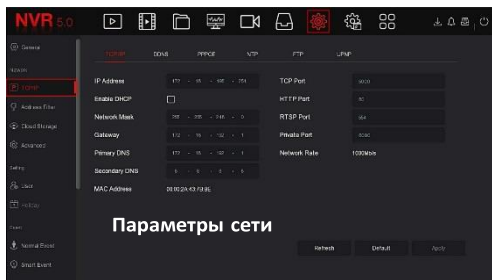 NVR 5.0
General
TCP/IP DDNS PPPOE NTP FTP UPNP
TCP/IP
Address Filter
Cloud Storage
Advanced
User
Normal Event
Smart Event
IP Address
Enable DHCP
Network Mask
Gateway
Primary DNS
Secondary DNS
MAC Address
TCP Port
HTTP Port
RTSP Port
Private Port
Network Rate 1000Mb/s
Параметры сети
Refresh Default Apply